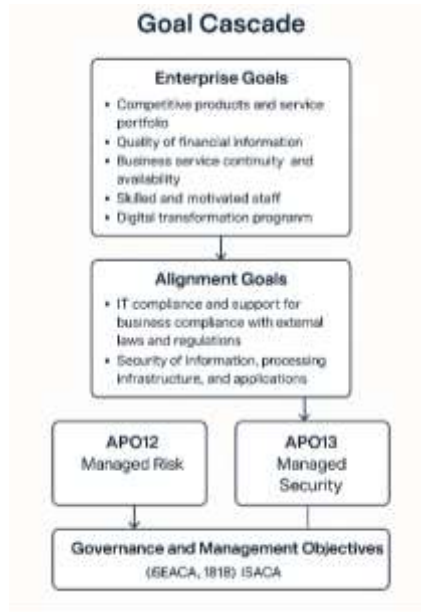 Goal Cascade
Enterprise Goals
• Competitive products and service
portfolio
• Quality of financial information
• Business service continuity and
availability
• Skilled and motivated staff
• Digital transformation programm
Alignment Goals
• IT compliance and support for
business compliance with external
laws and regulations
• Security of information, processing
infrastructure, and applications
APO12
Managed Risk
APO13
Managed
Security
Governance and Management Objectives
1818) ISACA